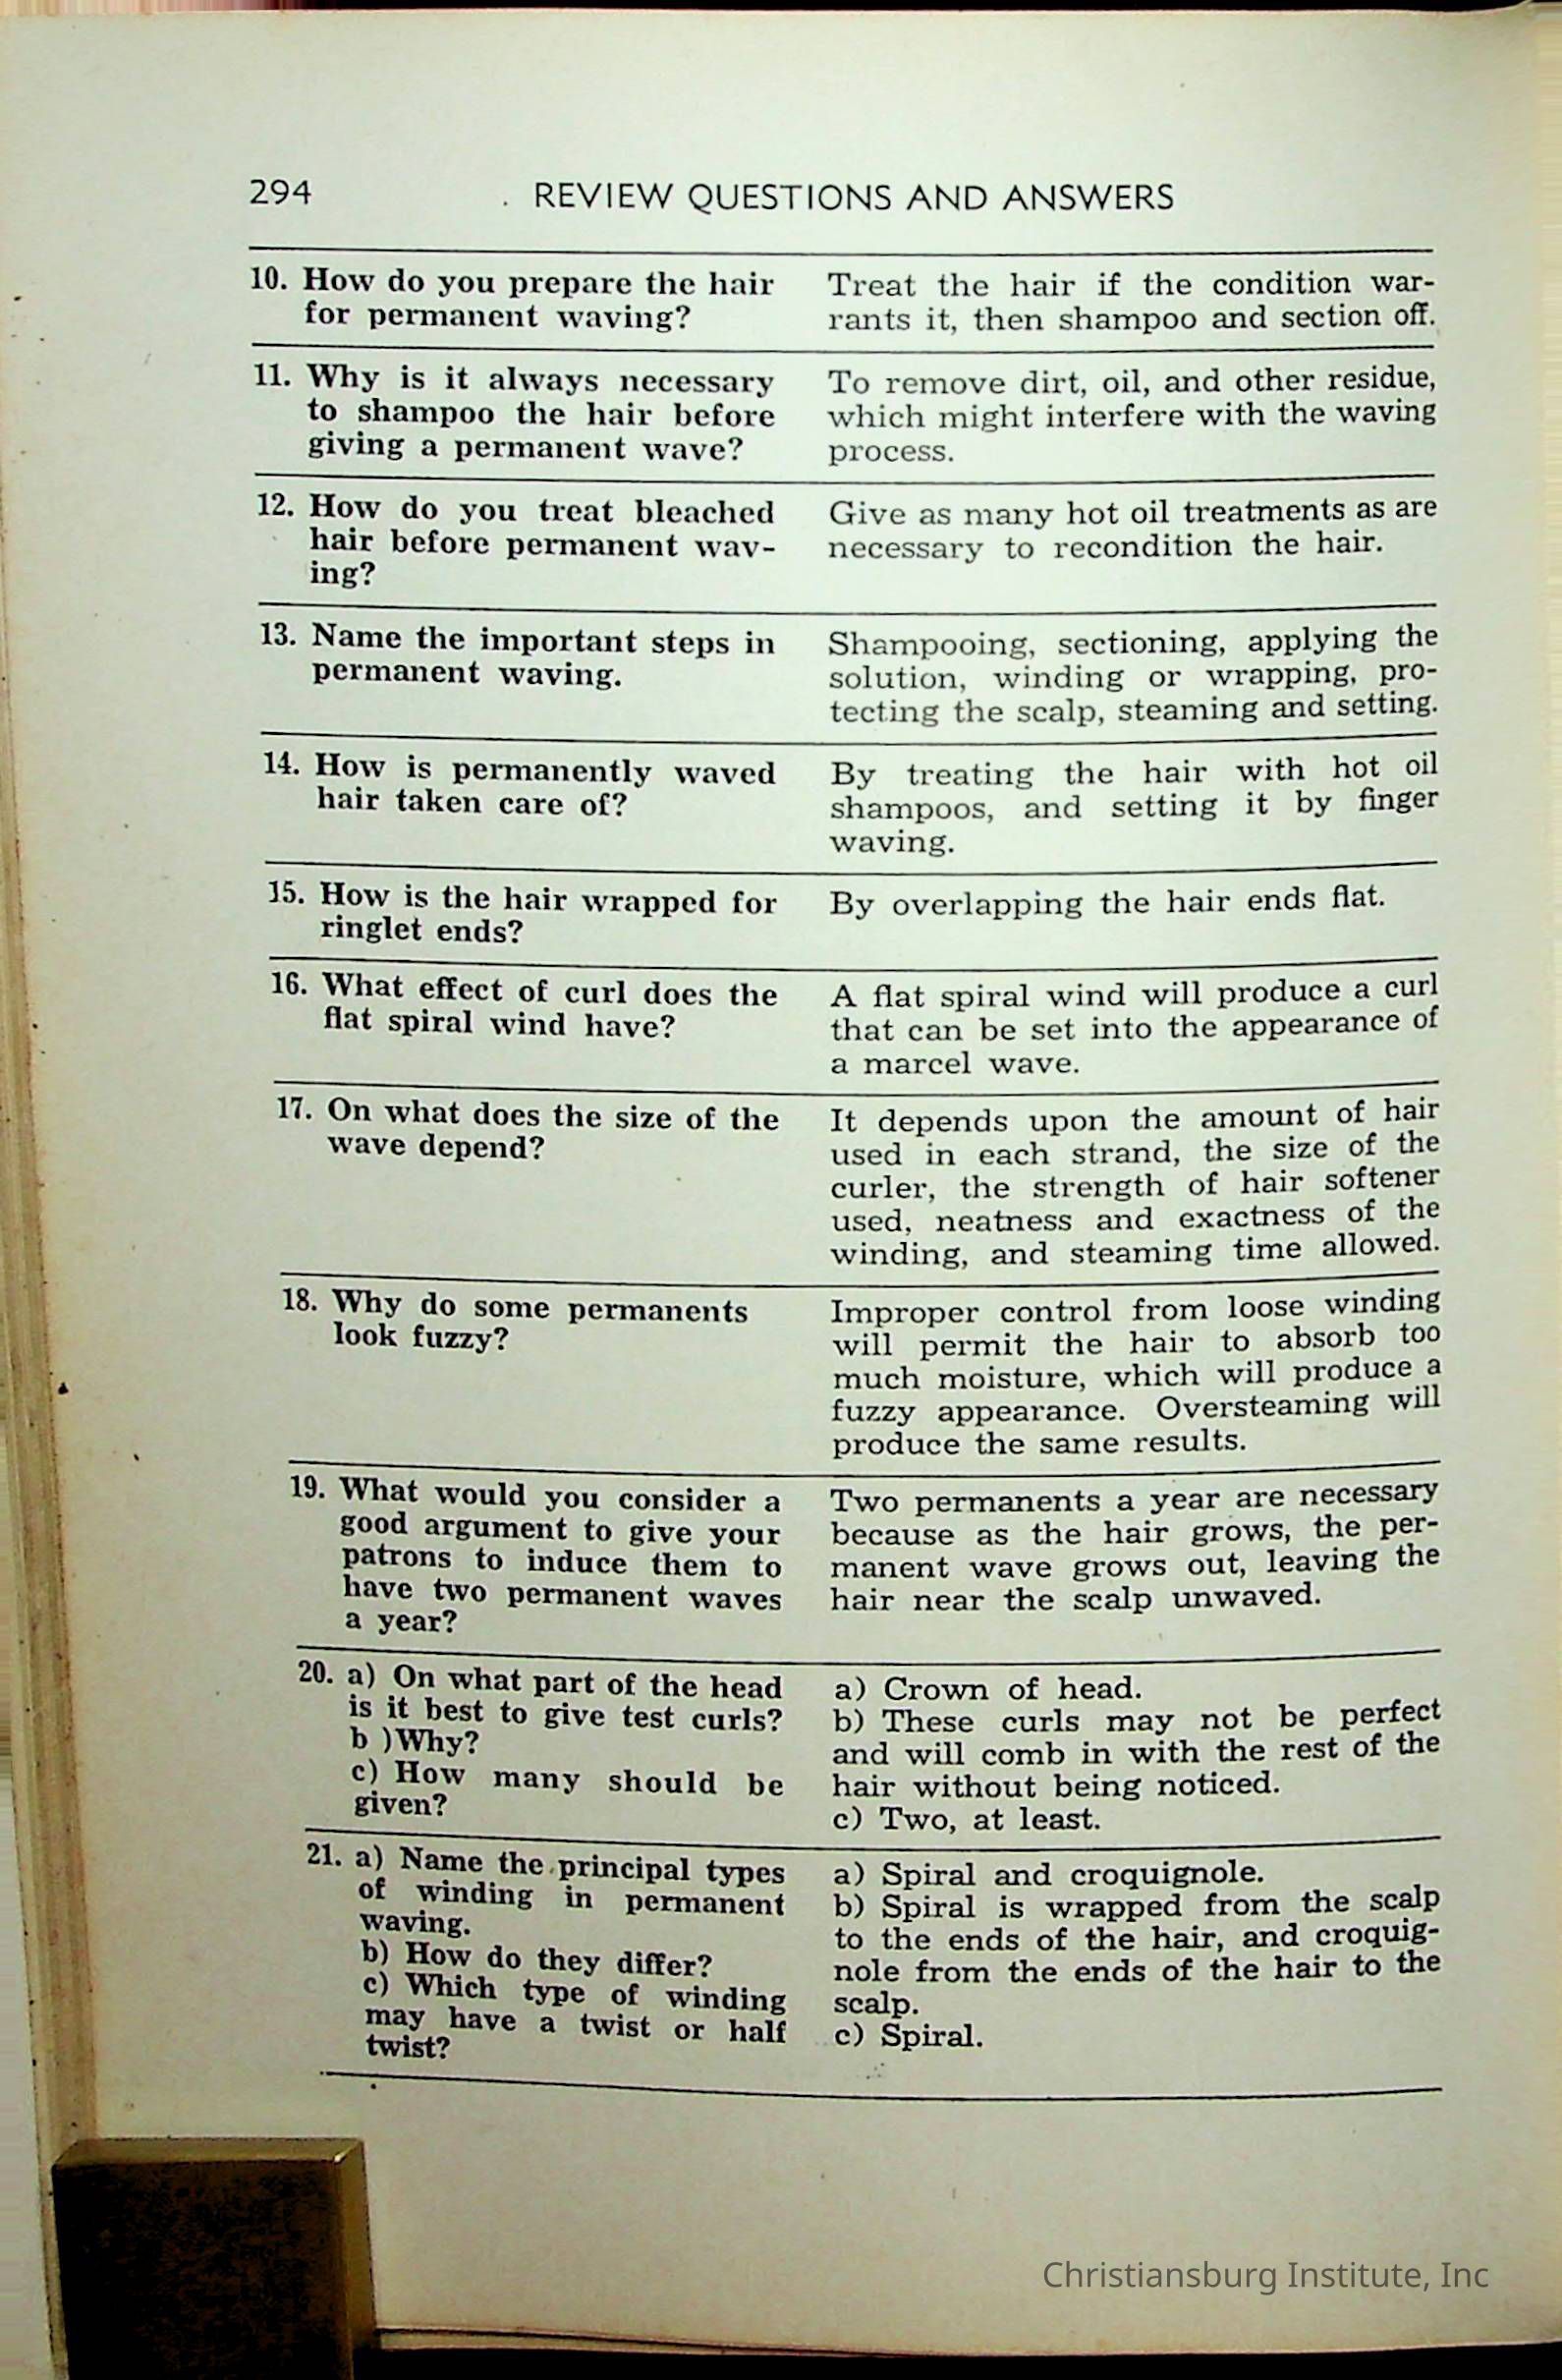 294
REVIEW QUESTIONS AND ANSWERS
10. How do you prepare the hair
for permanent waving?
Treat the hair if the condition war-
rants it, then shampoo and section off.
11. Why is it always necessary
to shampoo the hair before
giving a permanent wave?
To remove dirt, oil, and other residue,
which might interfere with the waving
process.
12. How do you treat bleached
hair before permanent wav-
ing?
Give as many hot oil treatments as are
necessary to recondition the hair.
13. Name the important steps in
permanent waving.
Shampooing, sectioning, applying the
solution, winding or wrapping, pro-
tecting the scalp, steaming and setting.
14. How is permanently waved
hair taken care of?
By treating the hair with hot oil
shampoos, and setting it by finger
waving.
15. How is the hair wrapped for
ringlet ends?
By overlapping the hair ends flat.
16. What effect of curl does the
flat spiral wind have?
A flat spiral wind will produce a curl
that can be set into the appearance of
a marcel wave.
17. On what does the size of the
wave depend?
It depends upon the amount of hair
used in each strand, the size of the
curler, the strength of hair softener
used, neatness and exactness of the
winding, and steaming time allowed.
18. Why do some permanents
look fuzzy?
Improper control from loose winding
will permit the hair to absorb too
much moisture, which will produce a
fuzzy appearance. Oversteaming will
produce the same results.
19. What would you consider a
good argument to give your
patrons to induce them to
have two permanent waves
a year?
Two permanents a year are necessary
because as the hair grows, the per-
manent wave grows out, leaving the
hair near the scalp unwaved.
20. a) On what part of the head
is it best to give test curls?
b )Why?
c) How many should be
given?
a) Crown of head.
b) These curls may not be perfect
and will comb in with the rest of the
hair without being noticed.
c) Two, at least.
21. a) Name the principal types
of winding in permanent
waving.
b) How do they differ?
c) Which type of winding
may have a twist or half
twist?
a) Spiral and croquignole.
b) Spiral is wrapped from the scalp
to the ends of the hair, and croquig-
nole from the ends of the hair to the
scalp.
c) Spiral.
Christiansburg Institute, Inc